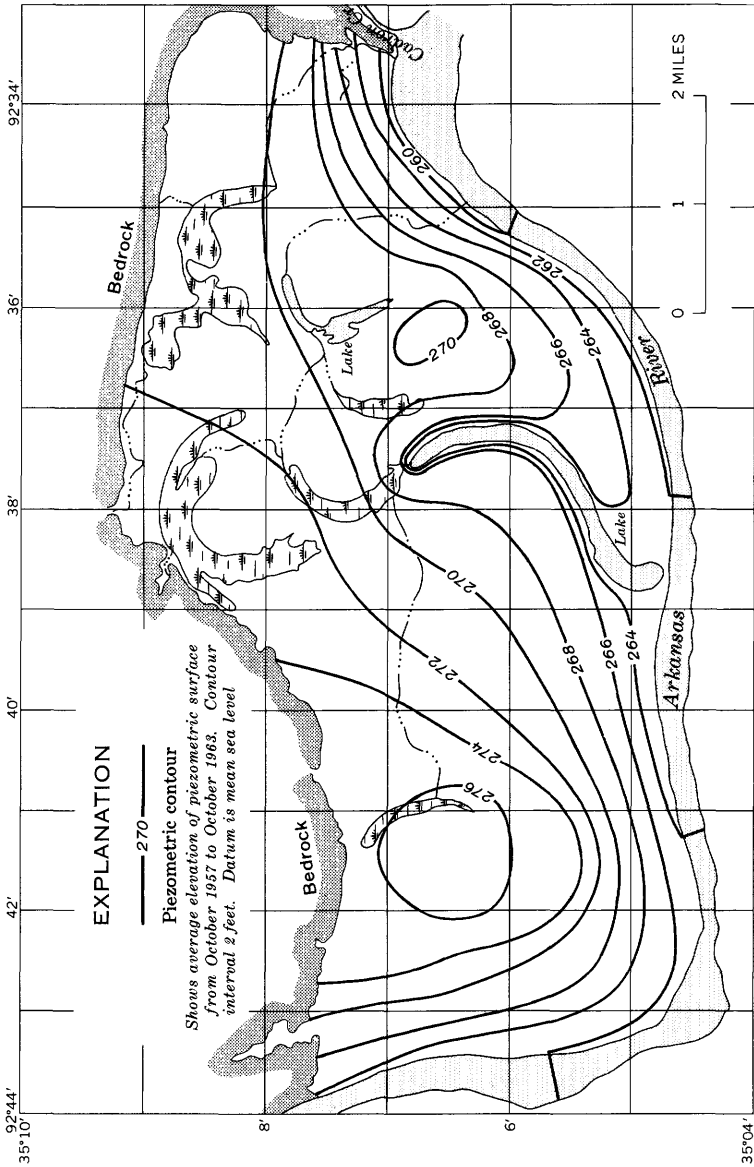 EXPLANATION
270
Piezometric contour
Shows average elevation of piezometric surface
from October 1957 to October 1963. Contour
interval 2 feet. Datum is mean sea level
92°44'
42'
40'
38'
36'
92°34'
35°10'
8'
6'
35°04'
Bedrock
Bedrock
Cadron Cr
Lake
Lake
Arkansas
River
276
274
272
270
268
266
264
270
268
266
264
262
260
0 1 2 MILES